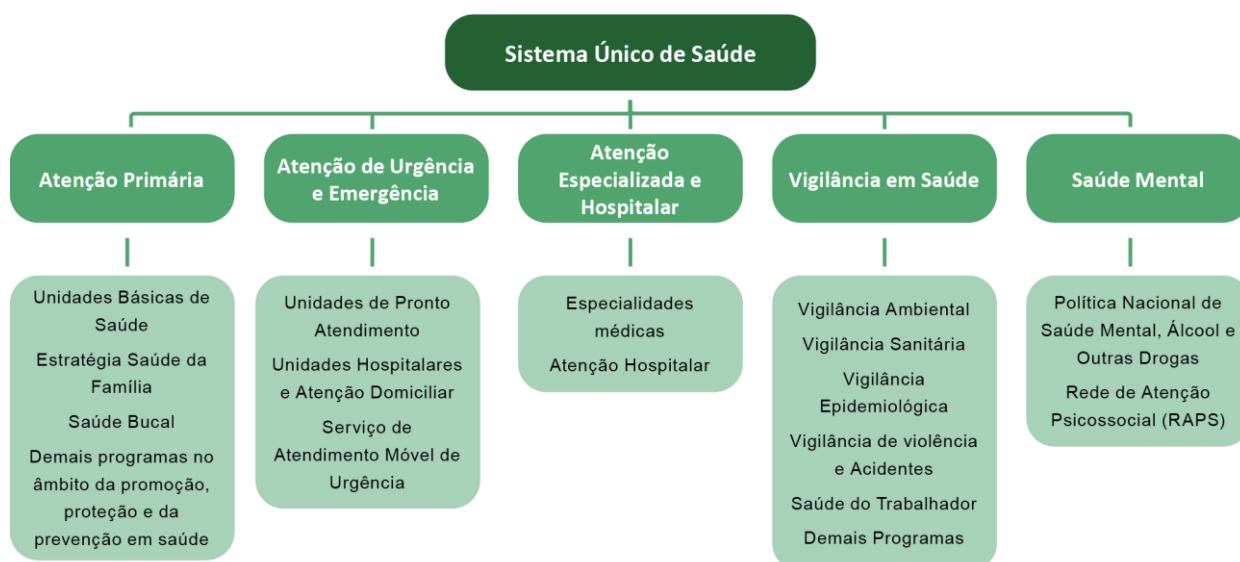 Sistema Único de Saúde
Atenção Primária
Unidades Básicas de
Saúde
Estratégia Saúde da
Família
Saúde Bucal
Demais programas no
âmbito da promoção,
proteção e da
prevenção em saúde
Atenção de Urgência
e Emergência
Unidades de Pronto
Atendimento
Unidades Hospitalares
e Atenção Domiciliar
Serviço de
Atendimento Móvel de
Urgência
Atenção
Especializada e
Hospitalar
Especialidades
médicas
Atenção Hospitalar
Vigilância em Saúde
Vigilância Ambiental
Vigilância Sanitária
Vigilância
Epidemiológica
Vigilância de violência
e Acidentes
Saúde do Trabalhador
Demais Programas
Saúde Mental
Política Nacional de
Saúde Mental, Álcool e
Outras Drogas
Rede de Atenção
Psicossocial (RAPS)